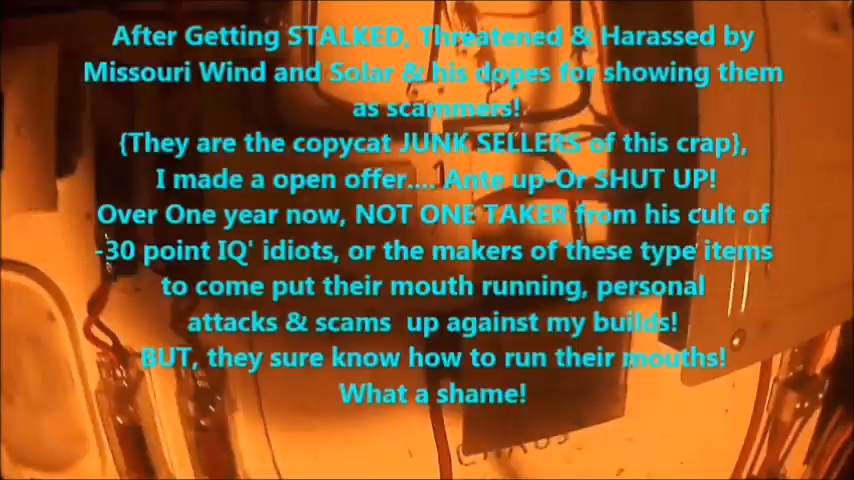 After Getting STALKED, Threatened & Harassed by
Missouri Wind and Solar & his dopes for showing them
as scammers!
{They are the copycat JUNK SELLERS of this crap},
I made a open offer.... Ante up Or SHUT UP!
Over One year now, NOT ONE TAKER from his cult of
-30 point IQ' idiots, or the makers of these type items
to come put their mouth running, personal
attacks & scams up against my builds!
BUT, they sure know how to run their mouths!
What a shame!